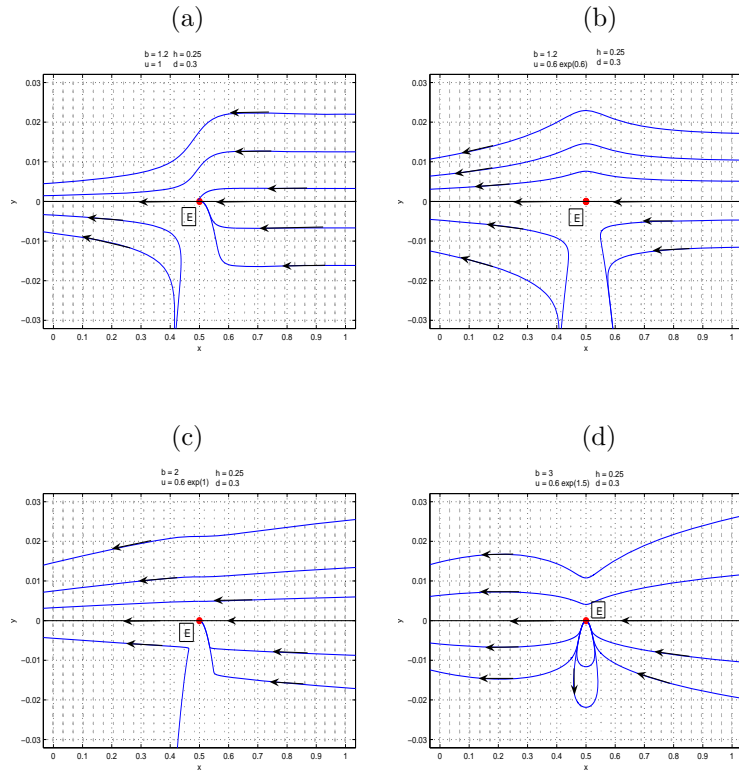 (a)
b = 1.2 h = 0.25
u = 1 d = 0.3
y
0.03
0.02
0.01
0
−0.01
−0.02
−0.03
E
0 0.1 0.2 0.3 0.4 0.5 0.6 0.7 0.8 0.9 1
x
(b)
b = 1.2 h = 0.25
u = 0.6 exp(0.6) d = 0.3
y
0.03
0.02
0.01
0
−0.01
−0.02
−0.03
E
0 0.1 0.2 0.3 0.4 0.5 0.6 0.7 0.8 0.9 1
x
(c)
b = 2 h = 0.25
u = 0.6 exp(1) d = 0.3
y
0.03
0.02
0.01
0
−0.01
−0.02
−0.03
E
0 0.1 0.2 0.3 0.4 0.5 0.6 0.7 0.8 0.9 1
x
(d)
b = 3 h = 0.25
u = 0.6 exp(1.5) d = 0.3
y
0.03
0.02
0.01
0
−0.01
−0.02
−0.03
E
0 0.1 0.2 0.3 0.4 0.5 0.6 0.7 0.8 0.9 1
x